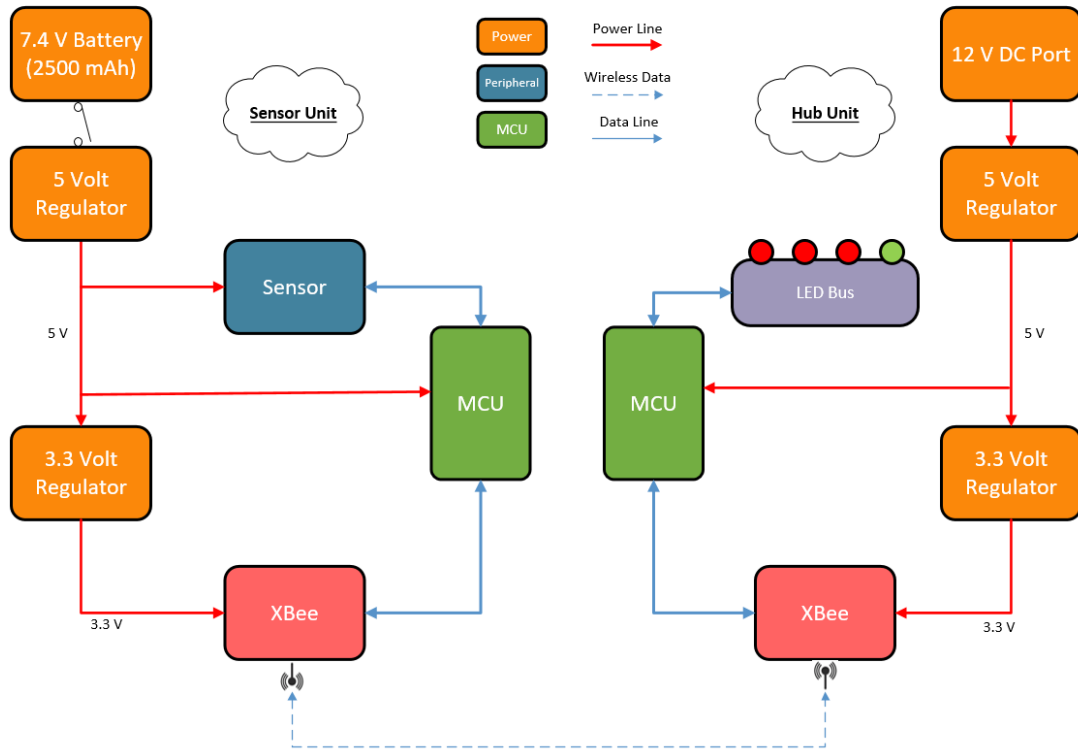 7.4 V Battery
(2500 mAh)
Power
Power Line
12 V DC Port
Peripheral
Wireless Data
Sensor Unit
Hub Unit
MCU
Data Line
5 Volt
Regulator
5 Volt
Regulator
Sensor
LED Bus
5 V
5 V
MCU
MCU
3.3 Volt
Regulator
3.3 Volt
Regulator
XBee
XBee
3.3 V
3.3 V